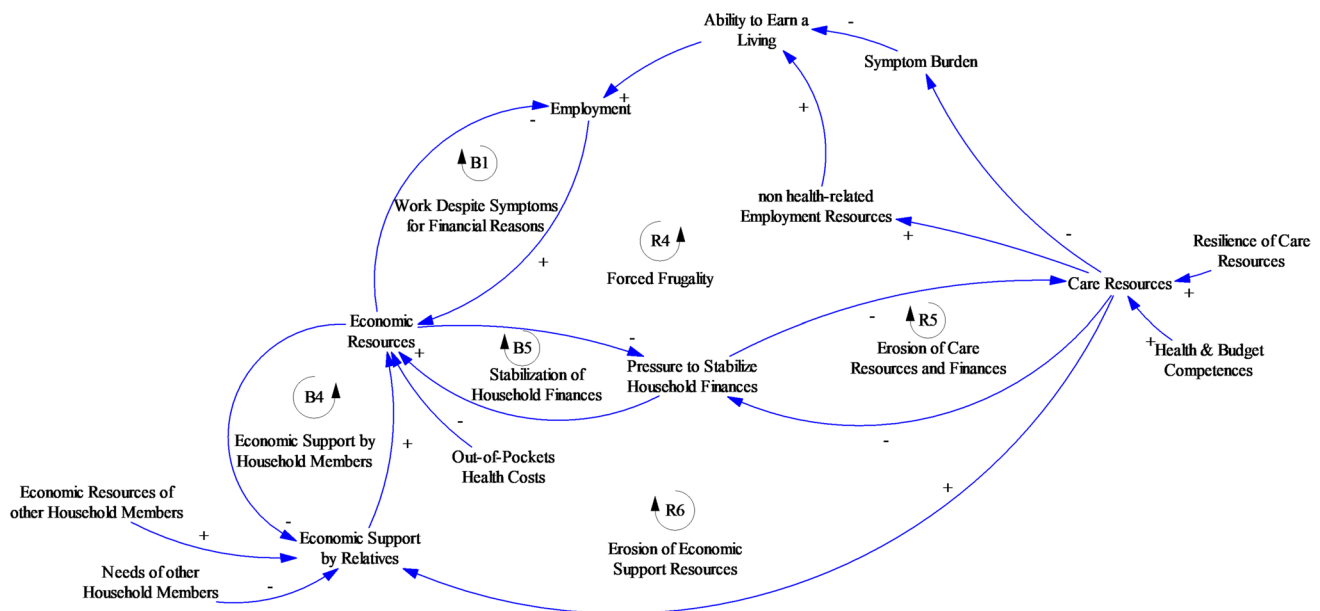 Ability to Earn a
Living
-
Symptom Burden
+
Employment
-
+
B1
non health-related
Employment Resources
Work Despite Symptoms
for Financial Reasons
R4
+
-
Resilience of Care
Resources
+
Forced Frugality
Care Resources
+
Economic
Resources
B5
-
-
R5
+
Health & Budget
Competences
+
Stabilization of
Household Finances
Pressure to Stabilize
Household Finances
Erosion of Care
Resources and Finances
B4
-
-
Economic Support by
Household Members
+
Out-of-Pockets
Health Costs
Economic Resources of
other Household Members
+
R6
+
-
Economic Support
by Relatives
Erosion of Economic
Support Resources
Needs of other
Household Members
-